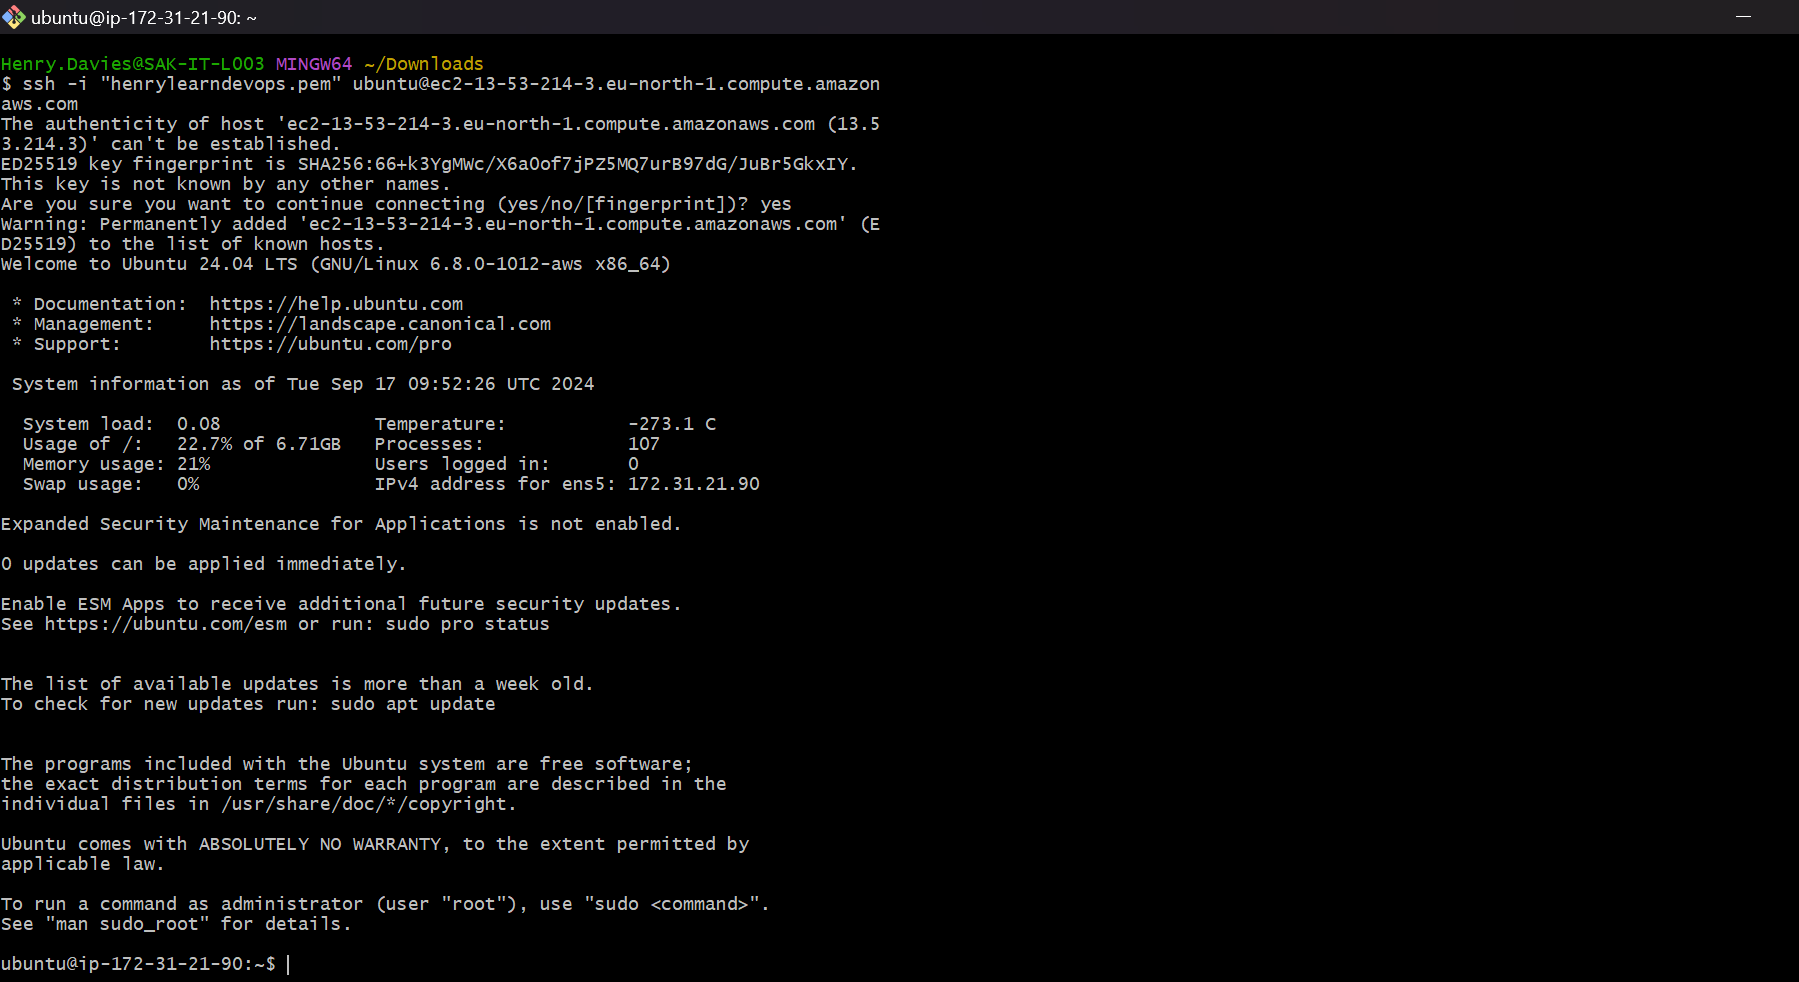 ubuntu@ip-172-31-21-90: ~
Henry.Davies@SAK-IT-L003 MINGW64 ~/Downloads
$ ssh -i "henrylearndevops.pem" ubuntu@ec2-13-53-214-3.eu-north-1.compute.amazon
aws.com
The authenticity of host 'ec2-13-53-214-3.eu-north-1.compute.amazonaws.com (13.5
3.214.3)' can't be established.
ED25519 key fingerprint is SHA256:66+k3YgMWc/X6aOof7jPZ5MQ7urB97dG/JuBr5GkxIY.
This key is not known by any other names.
Are you sure you want to continue connecting (yes/no/[fingerprint])? yes
Warning: Permanently added 'ec2-13-53-214-3.eu-north-1.compute.amazonaws.com' (E
D25519) to the list of known hosts.
Welcome to Ubuntu 24.04 LTS (GNU/Linux 6.8.0-1012-aws x86_64)
* Documentation:  https://help.ubuntu.com
* Management:     https://landscape.canonical.com
* Support:        https://ubuntu.com/pro
System information as of Tue Sep 17 09:52:26 UTC 2024
System load:  0.08              Temperature:           -273.1 C
Usage of /:   22.7% of 6.71GB   Processes:             107
Memory usage: 21%               Users logged in:       0
Swap usage:   0%                IPv4 address for ens5: 172.31.21.90
Expanded Security Maintenance for Applications is not enabled.
0 updates can be applied immediately.
Enable ESM Apps to receive additional future security updates.
See https://ubuntu.com/esm or run: sudo pro status
The list of available updates is more than a week old.
To check for new updates run: sudo apt update
The programs included with the Ubuntu system are free software;
the exact distribution terms for each program are described in the
individual files in /usr/share/doc/*/copyright.
Ubuntu comes with ABSOLUTELY NO WARRANTY, to the extent permitted by
applicable law.
To run a command as administrator (user "root"), use "sudo <command>".
See "man sudo_root" for details.
ubuntu@ip-172-31-21-90:~$